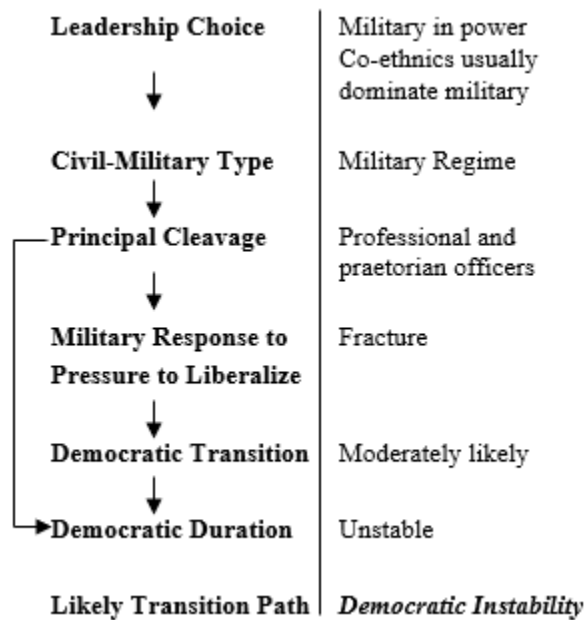 Leadership Choice
Military in power
Co-ethnics usually
dominate military
Civil-Military Type
Military Regime
Principal Cleavage
Professional and
praetorian officers
Military Response to
Pressure to Liberalize
Fracture
Democratic Transition
Moderately likely
Democratic Duration
Unstable
Likely Transition Path
Democratic Instability